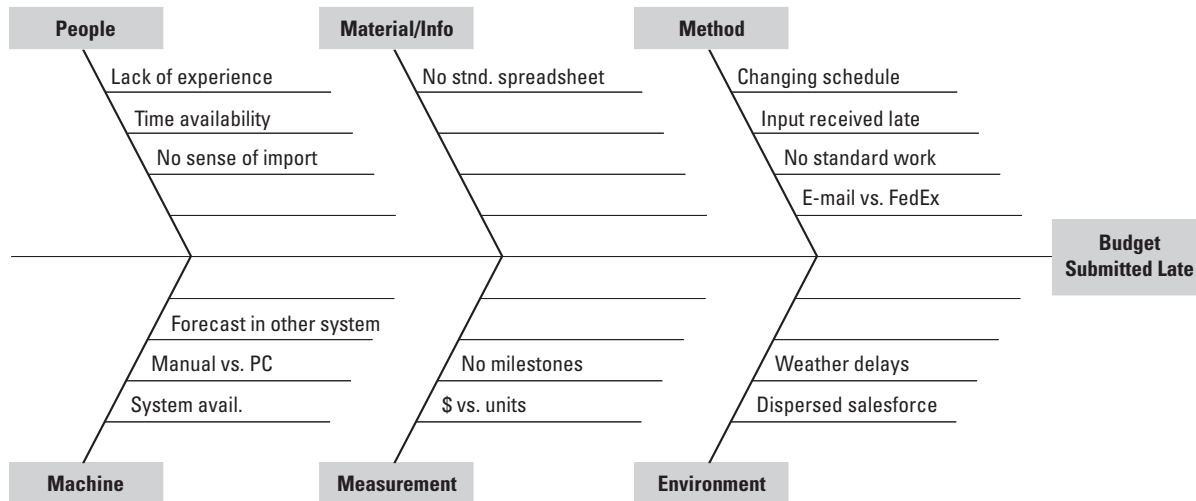 People
Material/Info
Method
Lack of experience
No stnd. spreadsheet
Changing schedule
Time availability
Input received late
No sense of import
No standard work
E-mail vs. FedEx
Budget
Submitted Late
Forecast in other system
Manual vs. PC
No milestones
Weather delays
System avail.
$ vs. units
Dispersed salesforce
Machine
Measurement
Environment